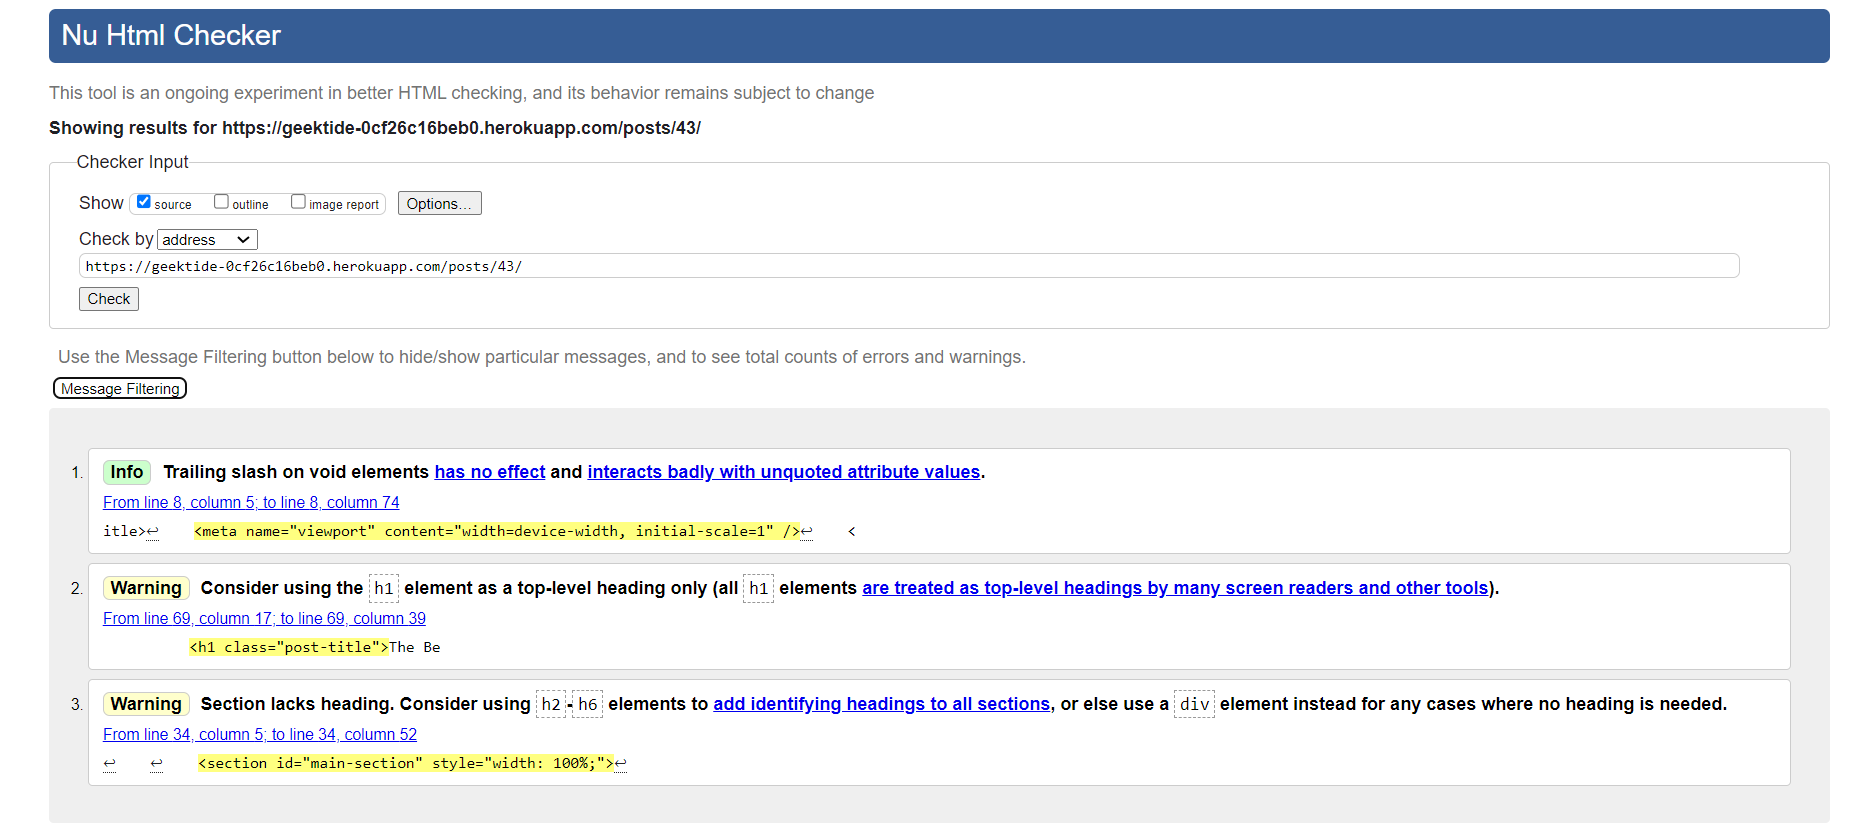 Nu Html Checker
This tool is an ongoing experiment in better HTML checking, and its behavior remains subject to change
Showing results for https://geektide-0cf26c16beb0.herokuapp.com/posts/43/
Checker Input
Show source outline image report Options...
Check by address
https://geektide-0cf26c16beb0.herokuapp.com/posts/43/
Check
Use the Message Filtering button below to hide/show particular messages, and to see total counts of errors and warnings.
Message Filtering
1. Info Trailing slash on void elements has no effect and interacts badly with unquoted attribute values.
From line 8, column 5; to line 8, column 74
itle>↩ <meta name="viewport" content="width=device-width, initial-scale=1" />↩ <
2. Warning Consider using the h1 element as a top-level heading only (all h1 elements are treated as top-level headings by many screen readers and other tools).
From line 69, column 17; to line 69, column 39
<h1 class="post-title">The Be
3. Warning Section lacks heading. Consider using h2-h6 elements to add identifying headings to all sections, or else use a div element instead for any cases where no heading is needed.
From line 34, column 5; to line 34, column 52
↩ ↩ <section id="main-section" style="width: 100%;">↩